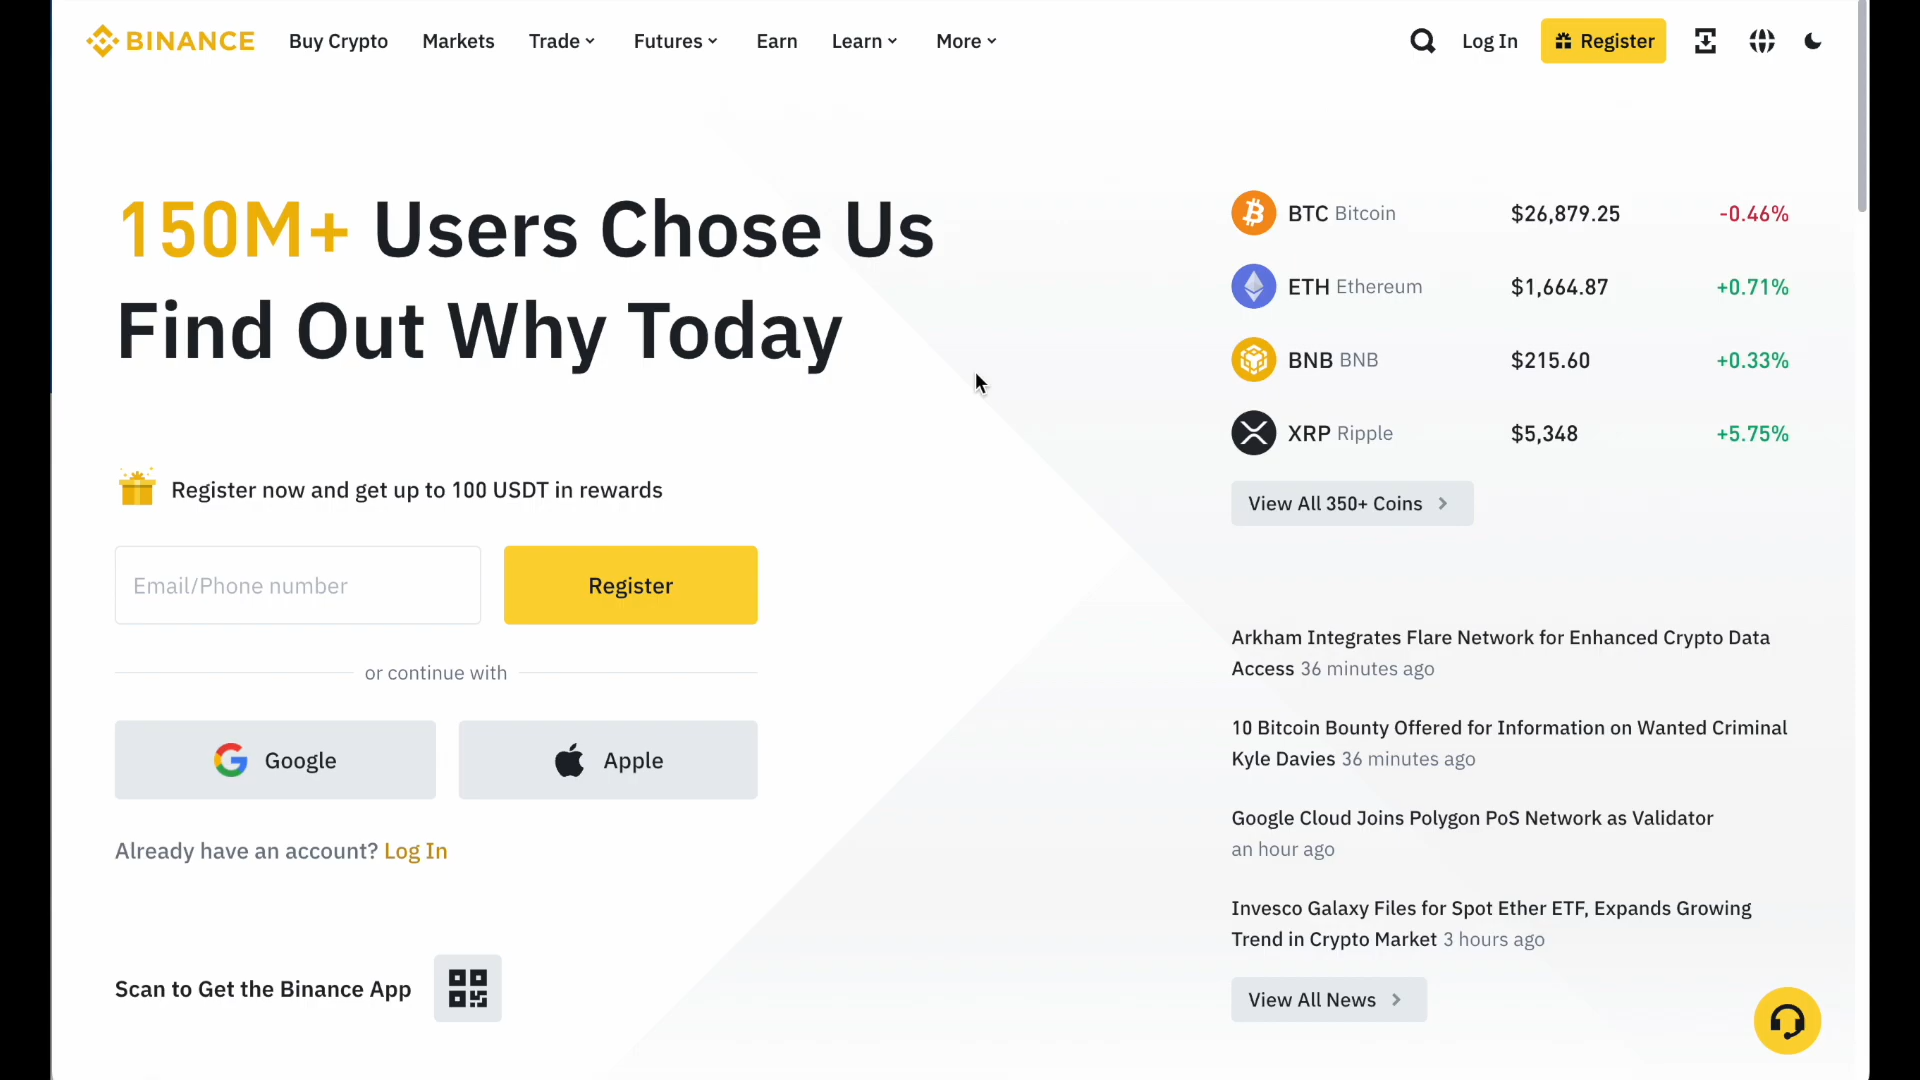 BINANCE Buy Crypto Markets Trade Futures Earn Learn More Log In Register
150M+ Users Chose Us
Find Out Why Today
Register now and get up to 100 USDT in rewards
Email/Phone number Register
or continue with
Google Apple
Already have an account? Log In
Scan to Get the Binance App
BTC Bitcoin $26,879.25 -0.46%
ETH Ethereum $1,664.87 +0.71%
BNB BNB $215.60 +0.33%
XRP Ripple $5,348 +5.75%
View All 350+ Coins
Arkham Integrates Flare Network for Enhanced Crypto Data
Access 36 minutes ago
10 Bitcoin Bounty Offered for Information on Wanted Criminal
Kyle Davies 36 minutes ago
Google Cloud Joins Polygon PoS Network as Validator
an hour ago
Invesco Galaxy Files for Spot Ether ETF, Expands Growing
Trend in Crypto Market 3 hours ago
View All News